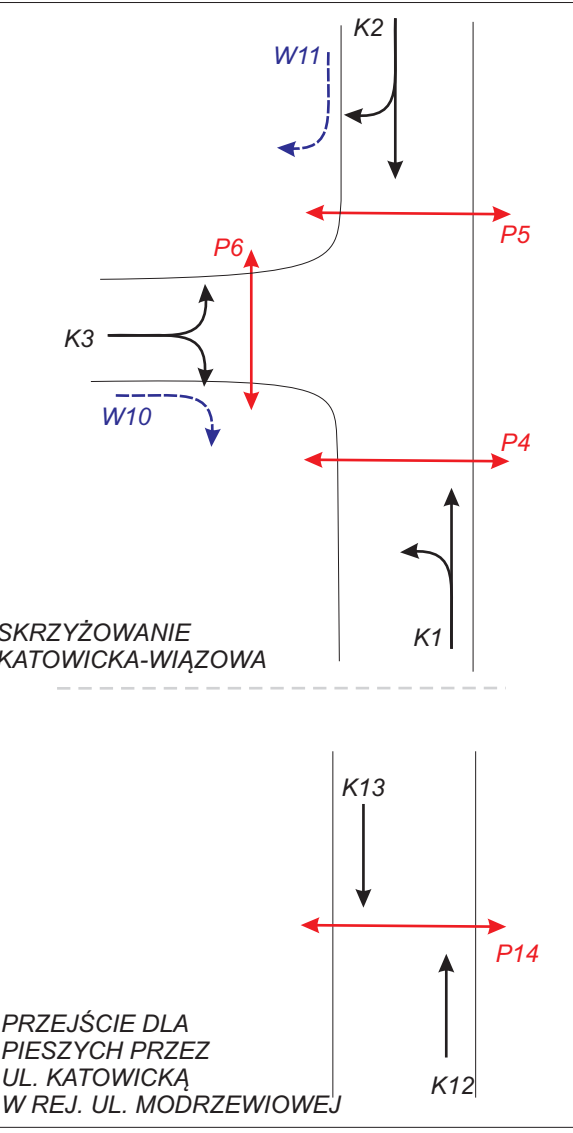 K2
W11
P5
P6
K3
W10
P4
K1
SKRZYŻOWANIE
KATOWICKA-WIĄZOWA
K13
P14
PRZEJŚCIE DLA
PIESZYCH PRZEZ
UL. KATOWICKĄ
W REJ. UL. MODRZEWIOWEJ
K12